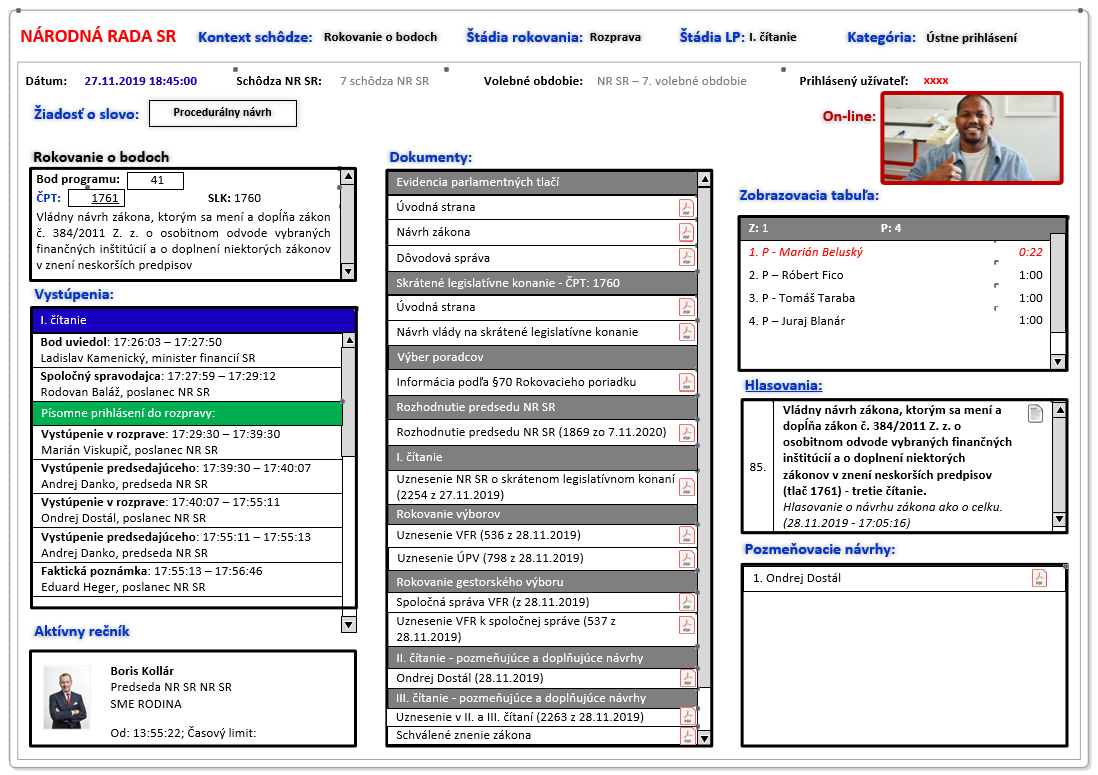 NÁRODNÁ RADA SR
Kontext schôdze: Rokovanie o bodoch
Štádia rokovania: Rozprava
Štádia LP: I. čítanie
Kategória: Ústne prihlásení
Dátum: 27.11.2019 18:45:00
Schôdza NR SR: 7 schôdza NR SR
Volebné obdobie: NR SR – 7. volebné obdobie
Prihlásený užívateľ: xxxx
Žiadosť o slovo: Procedurálny návrh
On-line:
Rokovanie o bodoch
Bod programu: 41
ČPT: 1761 SLK: 1760
Vládny návrh zákona, ktorým sa mení a dopĺňa zákon
č. 384/2011 Z. z. o osobitnom odvode vybraných
finančných inštitúcií a o doplnení niektorých zákonov
v znení neskorších predpisov
Vystúpenia:
I. čítanie
Bod uviedol: 17:26:03 – 17:27:50
Ladislav Kamenický, minister financií SR
Spoločný spravodajca: 17:27:59 – 17:29:12
Rodovan Baláž, poslanec NR SR
Písomne prihlásení do rozpravy:
Vystúpenie v rozprave: 17:29:30 – 17:39:30
Marián Viskupič, poslanec NR SR
Vystúpenie predsedajúceho: 17:39:30 – 17:40:07
Andrej Danko, predseda NR SR
Vystúpenie v rozprave: 17:40:07 – 17:55:11
Ondrej Dostál, poslanec NR SR
Vystúpenie predsedajúceho: 17:55:11 – 17:55:13
Andrej Danko, predseda NR SR
Faktická poznámka: 17:55:13 – 17:56:46
Eduard Heger, poslanec NR SR
Aktívny rečník
Boris Kollár
Predseda NR SR NR SR
SME RODINA
Od: 13:55:22; Časový limit:
Dokumenty:
Evidencia parlamentných tlačí
Úvodná strana
Návrh zákona
Dôvodová správa
Skrátené legislatívne konanie - ČPT: 1760
Úvodná strana
Návrh vlády na skrátené legislatívne konanie
Výber poradcov
Informácia podľa §70 Rokovacieho poriadku
Rozhodnutie predsedu NR SR
Rozhodnutie predsedu NR SR (1869 zo 7.11.2020)
I. čítanie
Uznesenie NR SR o skrátenom legislatívnom konaní
(2254 z 27.11.2019)
Rokovanie výborov
Uznesenie VFR (536 z 28.11.2019)
Uznesenie ÚPV (798 z 28.11.2019)
Rokovanie gestorského výboru
Spoločná správa VFR (z 28.11.2019)
Uznesenie VFR k spoločnej správe (537 z
28.11.2019)
II. čítanie - pozmeňujúce a doplňujúce návrhy
Ondrej Dostál (28.11.2019)
III. čítanie - pozmeňujúce a doplňujúce návrhy
Uznesenie v II. a III. čítaní (2263 z 28.11.2019)
Schválené znenie zákona
Zobrazovacia tabuľa:
Z: 1 P: 4
1. P - Marián Beluský 0:22
2. P – Róbert Fico 1:00
3. P - Tomáš Taraba 1:00
4. P – Juraj Blanár 1:00
Hlasovania:
85.
Vládny návrh zákona, ktorým sa mení a
dopĺňa zákon č. 384/2011 Z. z. o
osobitnom odvode vybraných finančných
inštitúcií a o doplnení niektorých
zákonov v znení neskorších predpisov
(tlač 1761) - tretie čítanie.
Hlasovanie o návrhu zákona ako o celku.
(28.11.2019 - 17:05:16)
Pozmeňovacie návrhy:
1. Ondrej Dostál